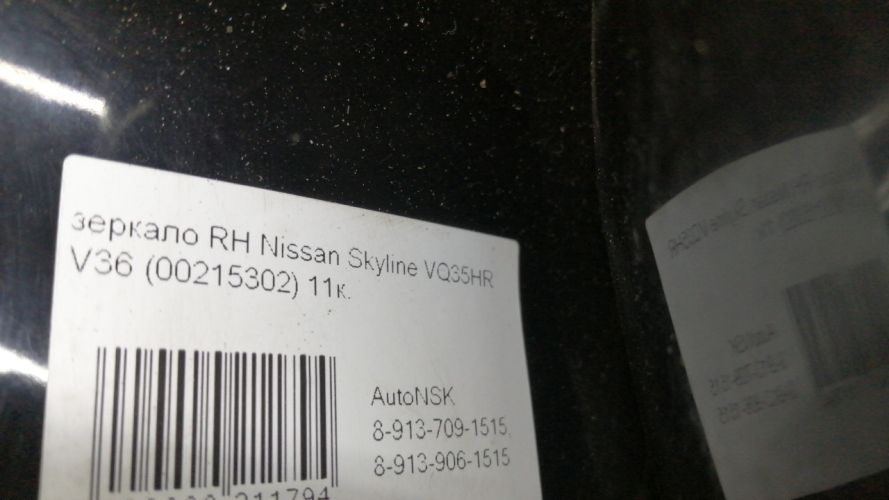 зеркало RH Nissan Skyline VQ35HR
V36 (00215302) 11к.
AutoNSK
8-913-709-1515,
8-913-906-1515